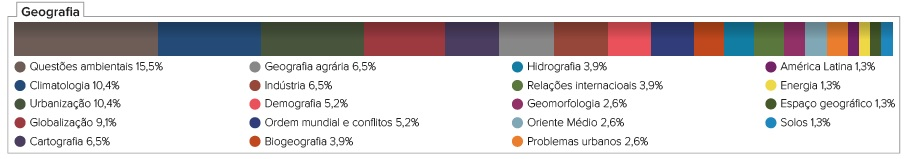 Geografia
Questões ambientais 15,5%
Climatologia 10,4%
Urbanização 10,4%
Globalização 9,1%
Cartografia 6,5%
Geografia agrária 6,5%
Indústria 6,5%
Demografia 5,2%
Ordem mundial e conflitos 5,2%
Biogeografia 3,9%
Hidrografia 3,9%
Relações internacionais 3,9%
Geomorfologia 2,6%
Oriente Médio 2,6%
Problemas urbanos 2,6%
América Latina 1,3%
Energia 1,3%
Espaço geográfico 1,3%
Solos 1,3%